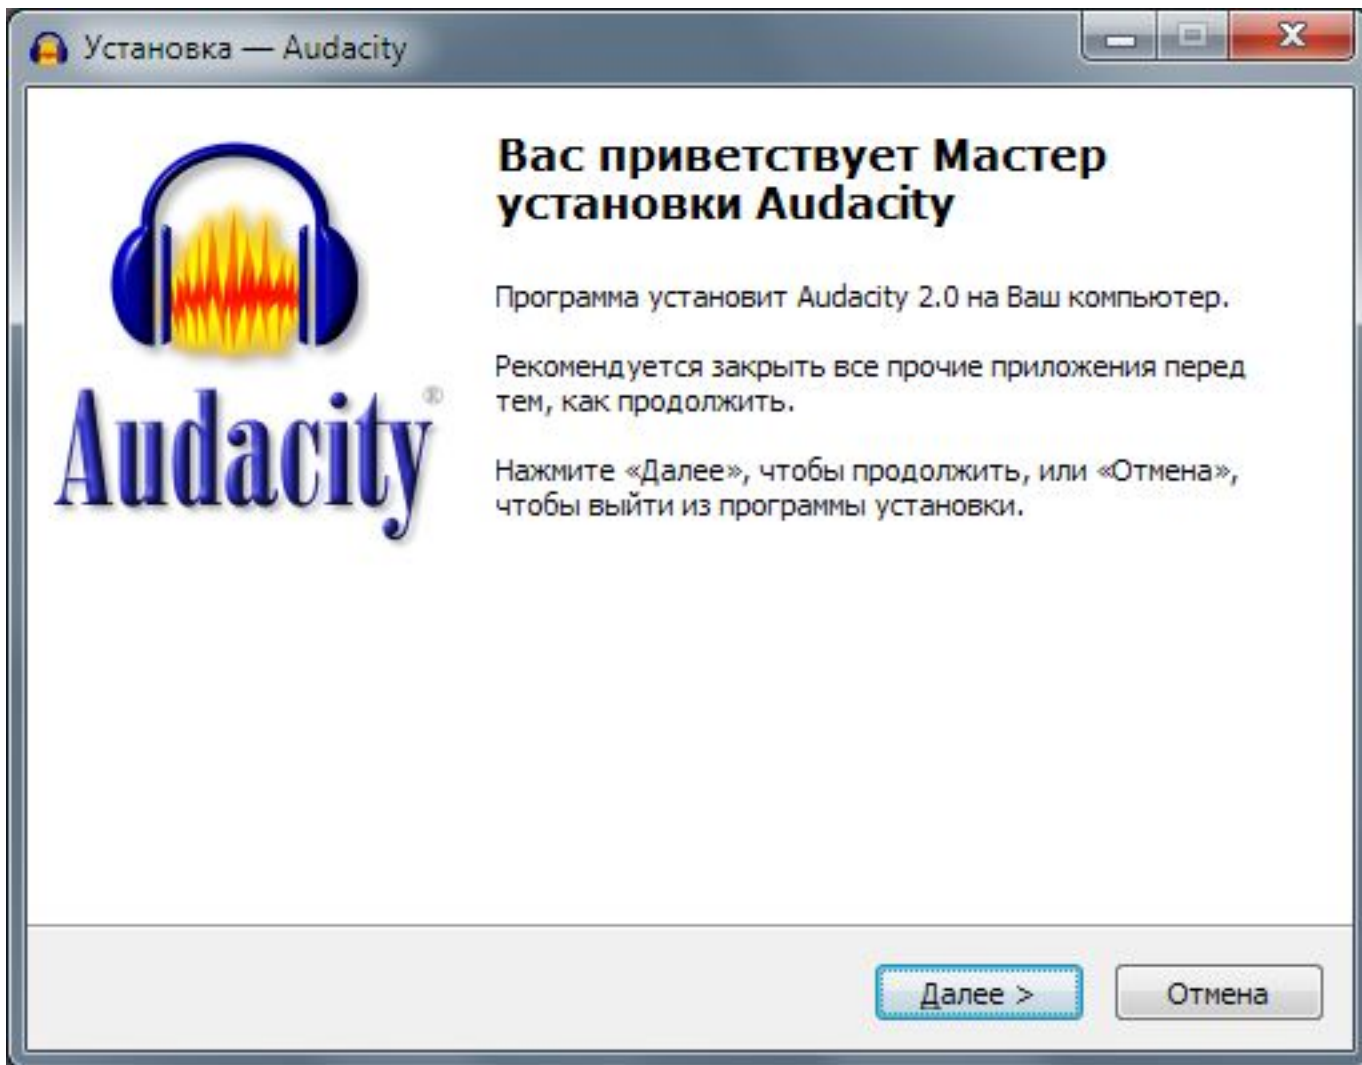 Установка — Audacity
Вас приветствует Мастер
установки Audacity
Программа установит Audacity 2.0 на Ваш компьютер.
Рекомендуется закрыть все прочие приложения перед
тем, как продолжить.
Нажмите «Далее», чтобы продолжить, или «Отмена»,
чтобы выйти из программы установки.
Audacity®
Далее >
Отмена